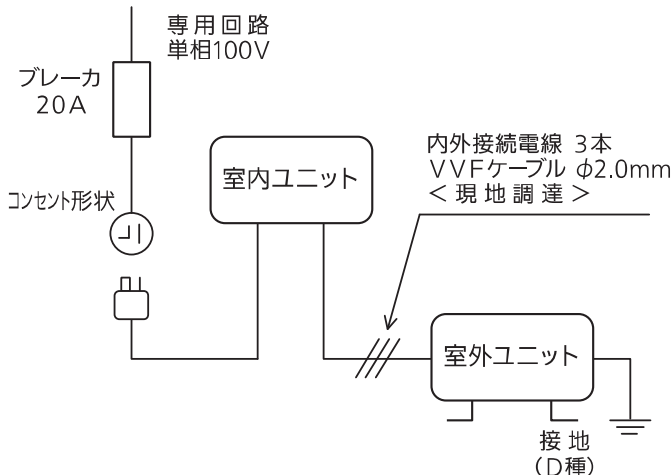 専用回路
単相100V
ブレーカ
20A
コンセント形状
室内ユニット
内外接続電線 3本
VVFケーブル φ2.0mm
<現地調達>
室外ユニット
接地
(D種)